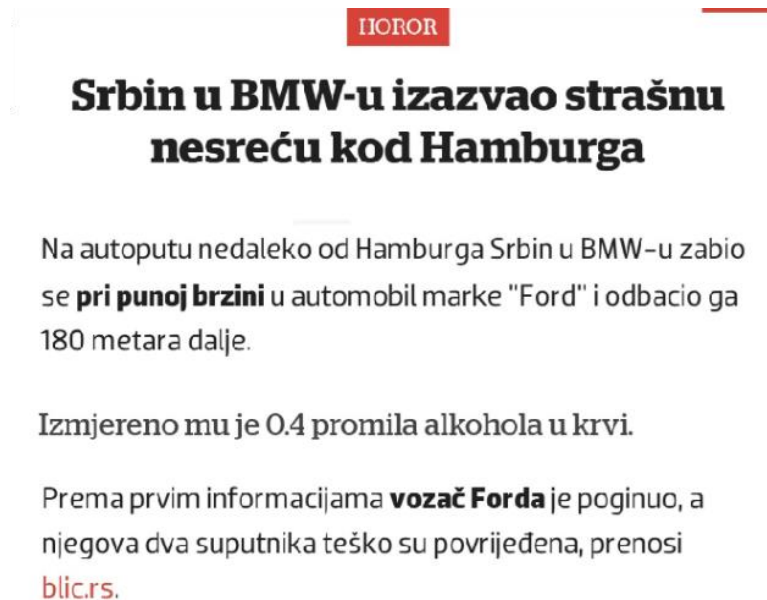 HOROR
Srbin u BMW-u izazvao strašnu
nesreću kod Hamburga
Na autoputu nedaleko od Hamburga Srbin u BMW-u zabio
se pri punoj brzini u automobil marke "Ford" i odbacio ga
180 metara dalje.
Izmjereno mu je 0.4 promila alkohola u krvi.
Prema prvim informacijama vozač Forda je poginuo, a
njegova dva suputnika teško su povrijeđena, prenosi
blic.rs.